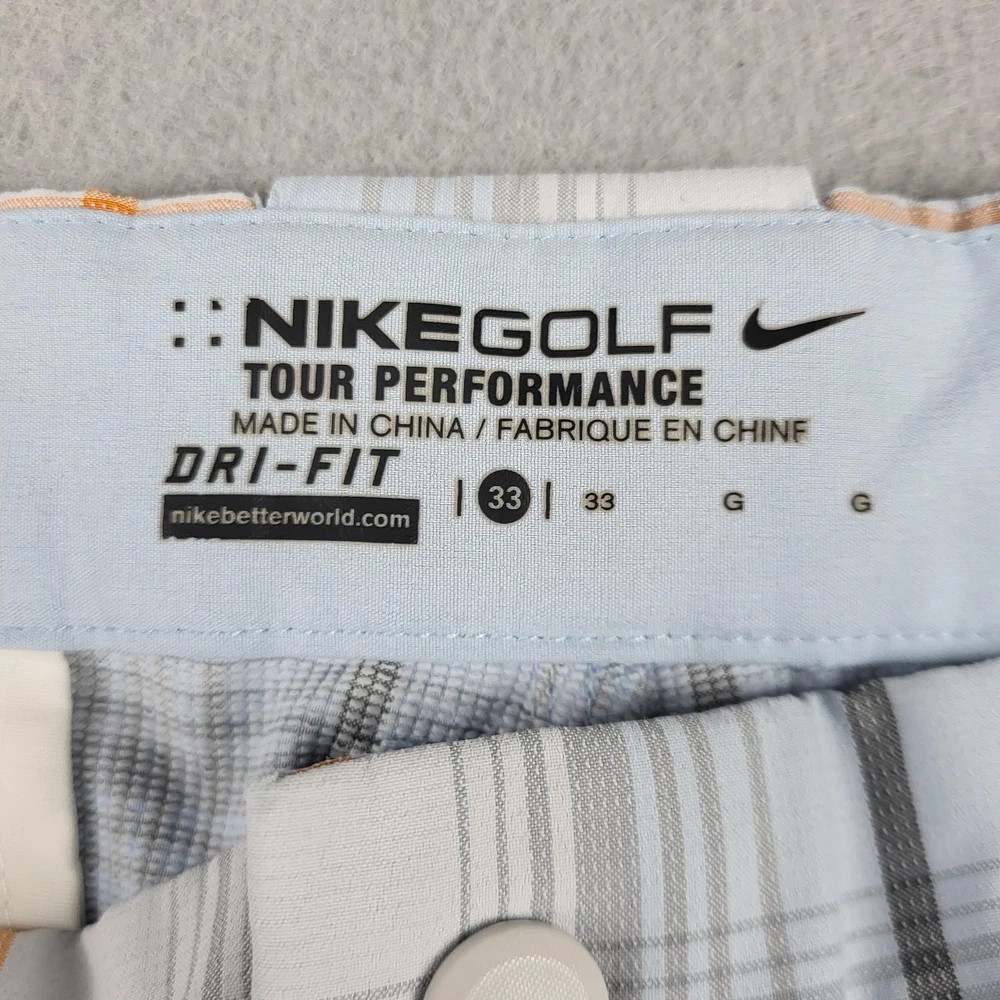 NIKEGOLF
TOUR PERFORMANCE
MADE IN CHINA / FABRIQUE EN CHINE
DRI-FIT
nikebetterworld.com
| 33 | 33 G G